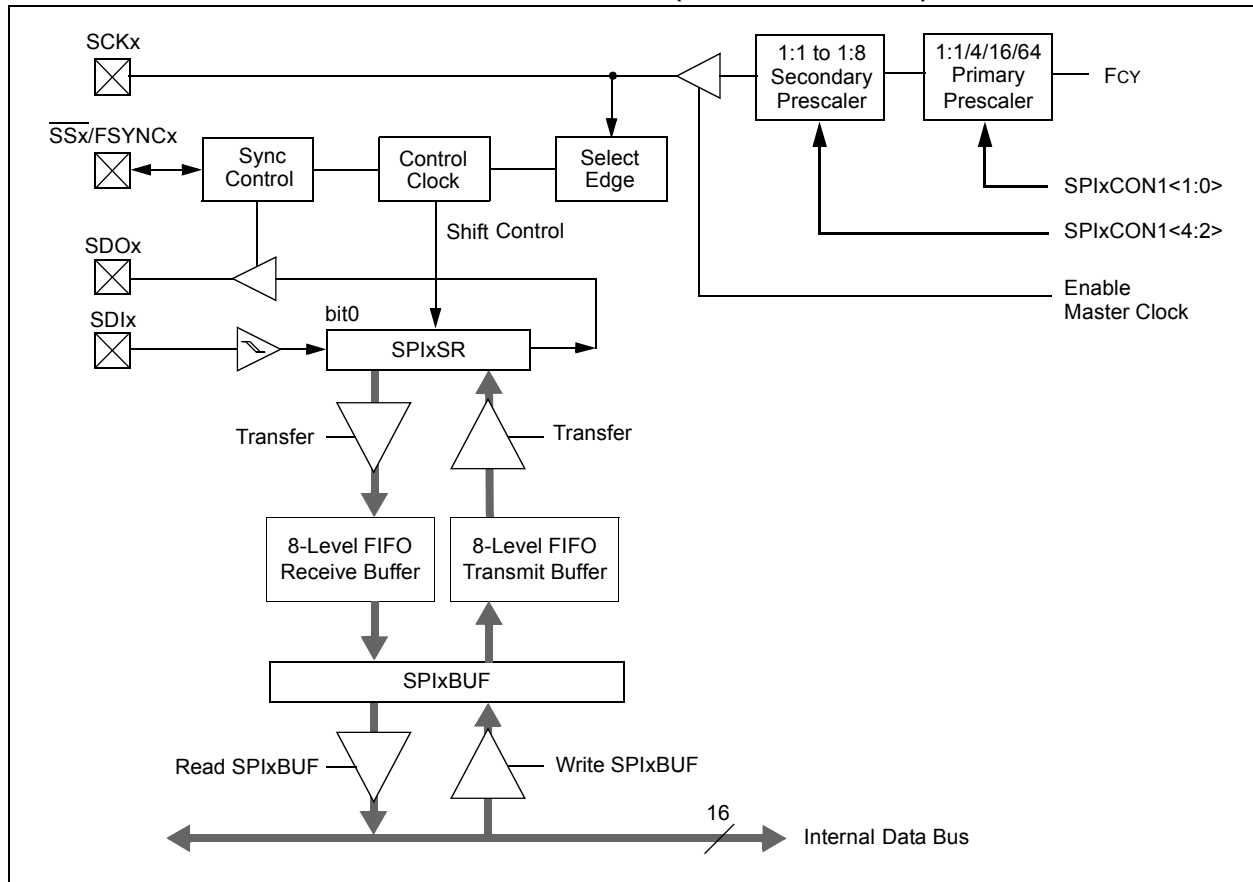 SCKx
1:1 to 1:8
Secondary
Prescaler
1:1/4/16/64
Primary
Prescaler
FCY
SSx/FSYNCx
Sync
Control
Control
Clock
Select
Edge
SPIxCON1<1:0>
SPIxCON1<4:2>
Shift Control
SDOx
Enable
Master Clock
SDIx
bit0
SPIxSR
Transfer
Transfer
8-Level FIFO
Receive Buffer
8-Level FIFO
Transmit Buffer
SPIxBUF
Read SPIxBUF
Write SPIxBUF
16
Internal Data Bus